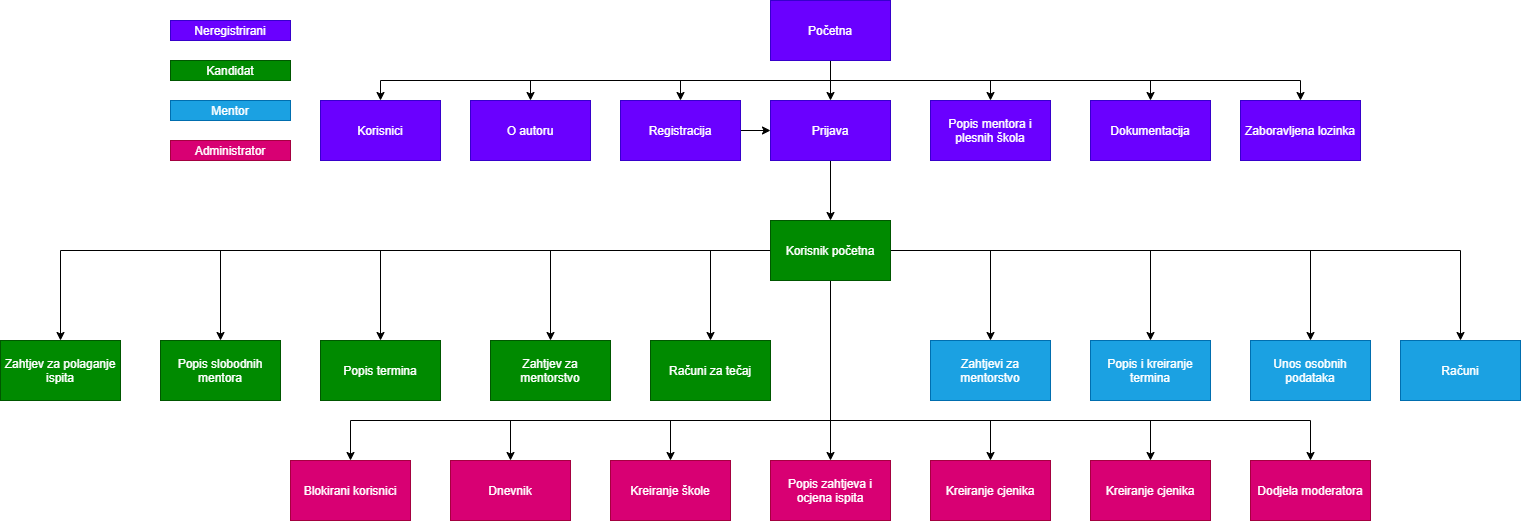 Neregistrirani
Kandidat
Mentor
Administrator
Početna
Korisnici
O autoru
Registracija
Prijava
Popis mentora i
plesnih škola
Dokumentacija
Zaboravljena lozinka
Korisnik početna
Zahtjev za polaganje
ispita
Popis slobodnih
mentora
Popis termina
Zahtjev za
mentorstvo
Računi za tečaj
Zahtjevi za
mentorstvo
Popis i kreiranje
termina
Unos osobnih
podataka
Računi
Blokirani korisnici
Dnevnik
Kreiranje škole
Popis zahtjeva i
ocjena ispita
Kreiranje cjenika
Kreiranje cjenika
Dodjela moderatora